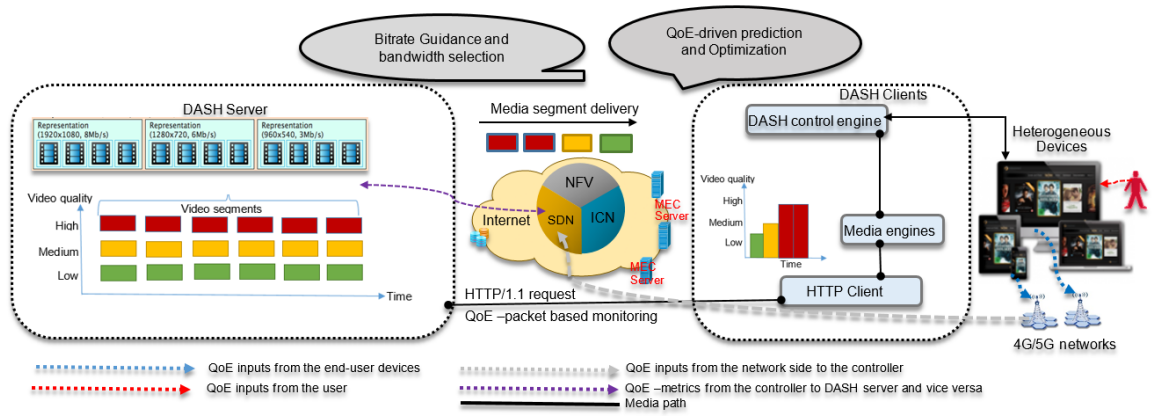 Bitrate Guidance and
bandwidth selection
QoE-driven prediction
and Optimization
DASH Server
Representation
(1920x1080, 8Mb/s)
Representation
(1280x720, 6Mb/s)
Representation
(960x540, 3Mb/s)
Video quality
Video segments
High
Medium
Low
Time
Media segment delivery
NFV
SDN
ICN
Internet
MEC
Server
MEC
Server
HTTP/1.1 request
QoE –packet based monitoring
DASH Clients
DASH control engine
Video quality
High
Medium
Low
Time
Media engines
HTTP Client
Heterogeneous
Devices
4G/5G networks
QoE inputs from the end-user devices
QoE inputs from the user
QoE inputs from the network side to the controller
QoE –metrics from the controller to DASH server and vice versa
Media path